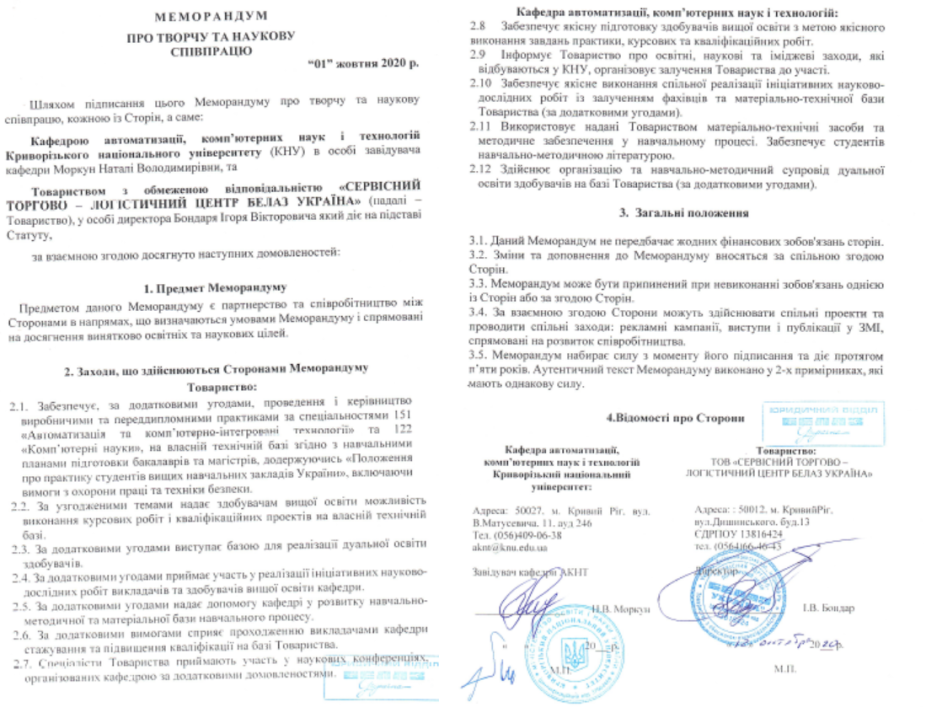 МЕМОРАНДУМ
ПРО ТВОРЧУ ТА НАУКОВУ
СПІВПРАЦЮ
“01” жовтня 2020 р.
Шляхом підписання цього Меморандуму про творчу та наукову
співпрацю, кожною із Сторін, а саме:
Кафедрою автоматизації, комп’ютерних наук і технологій
Криворізького національного університету (КНУ) в особі завідувача
кафедри Моркун Наталі Володимирівни, та
Товариством з обмеженою відповідальністю «СЕРВІСНИЙ
ТОРГОВО – ЛОГІСТИЧНИЙ ЦЕНТР БЕЛАЗ УКРАЇНА» (надалі –
Товариство), у особі директора Бондаря Ігоря Вікторовича який діє на підставі
Статуту,
за взаємною згодою досягнуто наступних домовленостей:
1. Предмет Меморандуму
Предметом даного Меморандуму є партнерство та співробітництво між
Сторонами в напрямах, що визначаються умовами Меморандуму і спрямовані
на досягнення винятково освітніх та наукових цілей.
2. Заходи, що здійснюються Сторонами Меморандуму
Товариство:
2.1. Забезпечує, за додатковими угодами, проведення і керівництво
виробничими та переддипломними практиками за спеціальностями 151
«Автоматизація та комп’ютерно-інтегровані технології» та 122
«Комп’ютерні науки», на власній технічній базі згідно з навчальними
планами підготовки бакалаврів та магістрів, додержуючись «Положення
про практику студентів вищих навчальних закладів України», включаючи
вимоги з охорони праці та техніки безпеки.
2.2. За узгодженими темами надає здобувачам вищої освіти можливість
виконання курсових робіт і кваліфікаційних проектів на власній технічній
базі.
2.3. За додатковими угодами виступає базою для реалізації дуальної освіти
здобувачів.
2.4. За додатковими угодами приймає участь у реалізації ініціативних науково-
дослідних робіт викладачів та здобувачів вищої освіти кафедри.
2.5. За додатковими угодами надає допомогу кафедрі у розвитку навчально-
методичної та матеріальної бази навчального процесу.
2.6. За додатковими вимогами сприяє проходженню викладачами кафедри
стажування та підвищення кваліфікації на базі Товариства.
2.7. Спеціалісти Товариства приймають участь у наукових конференціях,
організованих кафедрою за додатковими домовленостями.
Кафедра автоматизації, комп’ютерних наук і технологій:
2.8 Забезпечує якісну підготовку здобувачів вищої освіти з метою якісного
виконання завдань практики, курсових та кваліфікаційних робіт.
2.9 Інформує Товариство про освітні, наукові та іміджеві заходи, які
відбуваються у КНУ, організовує залучення Товариства до участі.
2.10 Забезпечує якісне виконання спільної реалізації ініціативних науково-
дослідних робіт із залученням фахівців та матеріально-технічної бази
Товариства (за додатковими угодами).
2.11 Використовує надані Товариством матеріально-технічні засоби та
методичне забезпечення у навчальному процесі. Забезпечує студентів
навчально-методичною літературою.
2.12 Здійснює організацію та навчально-методичний супровід дуальної
освіти здобувачів на базі Товариства (за додатковими угодами).
3. Загальні положення
3.1. Даний Меморандум не передбачає жодних фінансових зобов'язань сторін.
3.2. Зміни та доповнення до Меморандуму вносяться за спільною згодою
Сторін.
3.3. Меморандум може бути припинений при невиконанні зобов'язань однією
із Сторін або за згодою Сторін.
3.4. За взаємною згодою Сторони можуть здійснювати спільні проекти та
проводити спільні заходи: рекламні кампанії, виступи і публікації у ЗМІ,
спрямовані на розвиток співробітництва.
3.5. Меморандум набирає силу з моменту його підписання та діє протягом
п’яти років. Аутентичний текст Меморандуму виконано у 2-х примірниках, які
мають однакову силу.
4.Відомості про Сторони
ЮРИДИЧНИЙ ВІДДІЛ
Кафедра автоматизації,
комп’ютерних наук і технологій
Криворізький національний
університет:
Адреса: 50027, м. Кривий Ріг, вул.
В.Матусевича, 11, ауд 246
Тел. (056)409-06-38
aknt@knu.edu.ua
Завідувач кафедри АКНТ
Н.В. Моркун
20__р.
М.П.
Товариство:
ТОВ «СЕРВІСНИЙ ТОРГОВО –
ЛОГІСТИЧНИЙ ЦЕНТР БЕЛАЗ УКРАЇНА»
Адреса: : 50012, м. КривийРіг,
вул.Дишинського, буд.13
ЄДРПОУ 13816424
тел. (0564)66-46-43
Директор
І.В. Бондар
М.П.